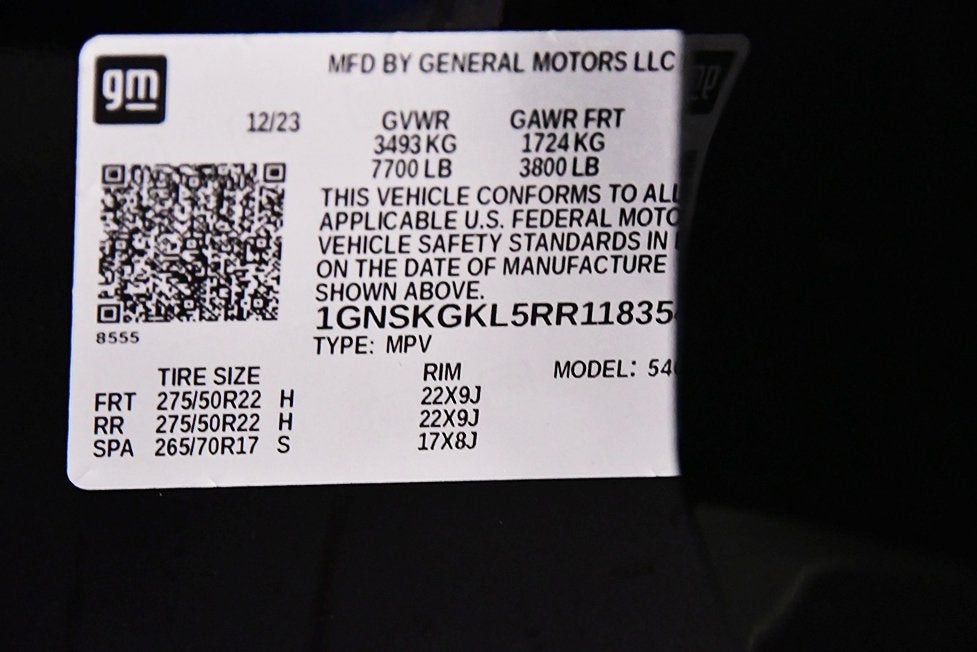 gm
MFD BY GENERAL MOTORS LLC
12/23
GVWR GAWR FRT
3493 KG 1724 KG
7700 LB 3800 LB
THIS VEHICLE CONFORMS TO ALL
APPLICABLE U.S. FEDERAL MOTO
VEHICLE SAFETY STANDARDS IN
ON THE DATE OF MANUFACTURE
SHOWN ABOVE.
1GNSKGKL5RR11835
8555
TYPE: MPV
TIRE SIZE RIM MODEL: 54
FRT 275/50R22 H 22X9J
RR 275/50R22 H 22X9J
SPA 265/70R17 S 17X8J